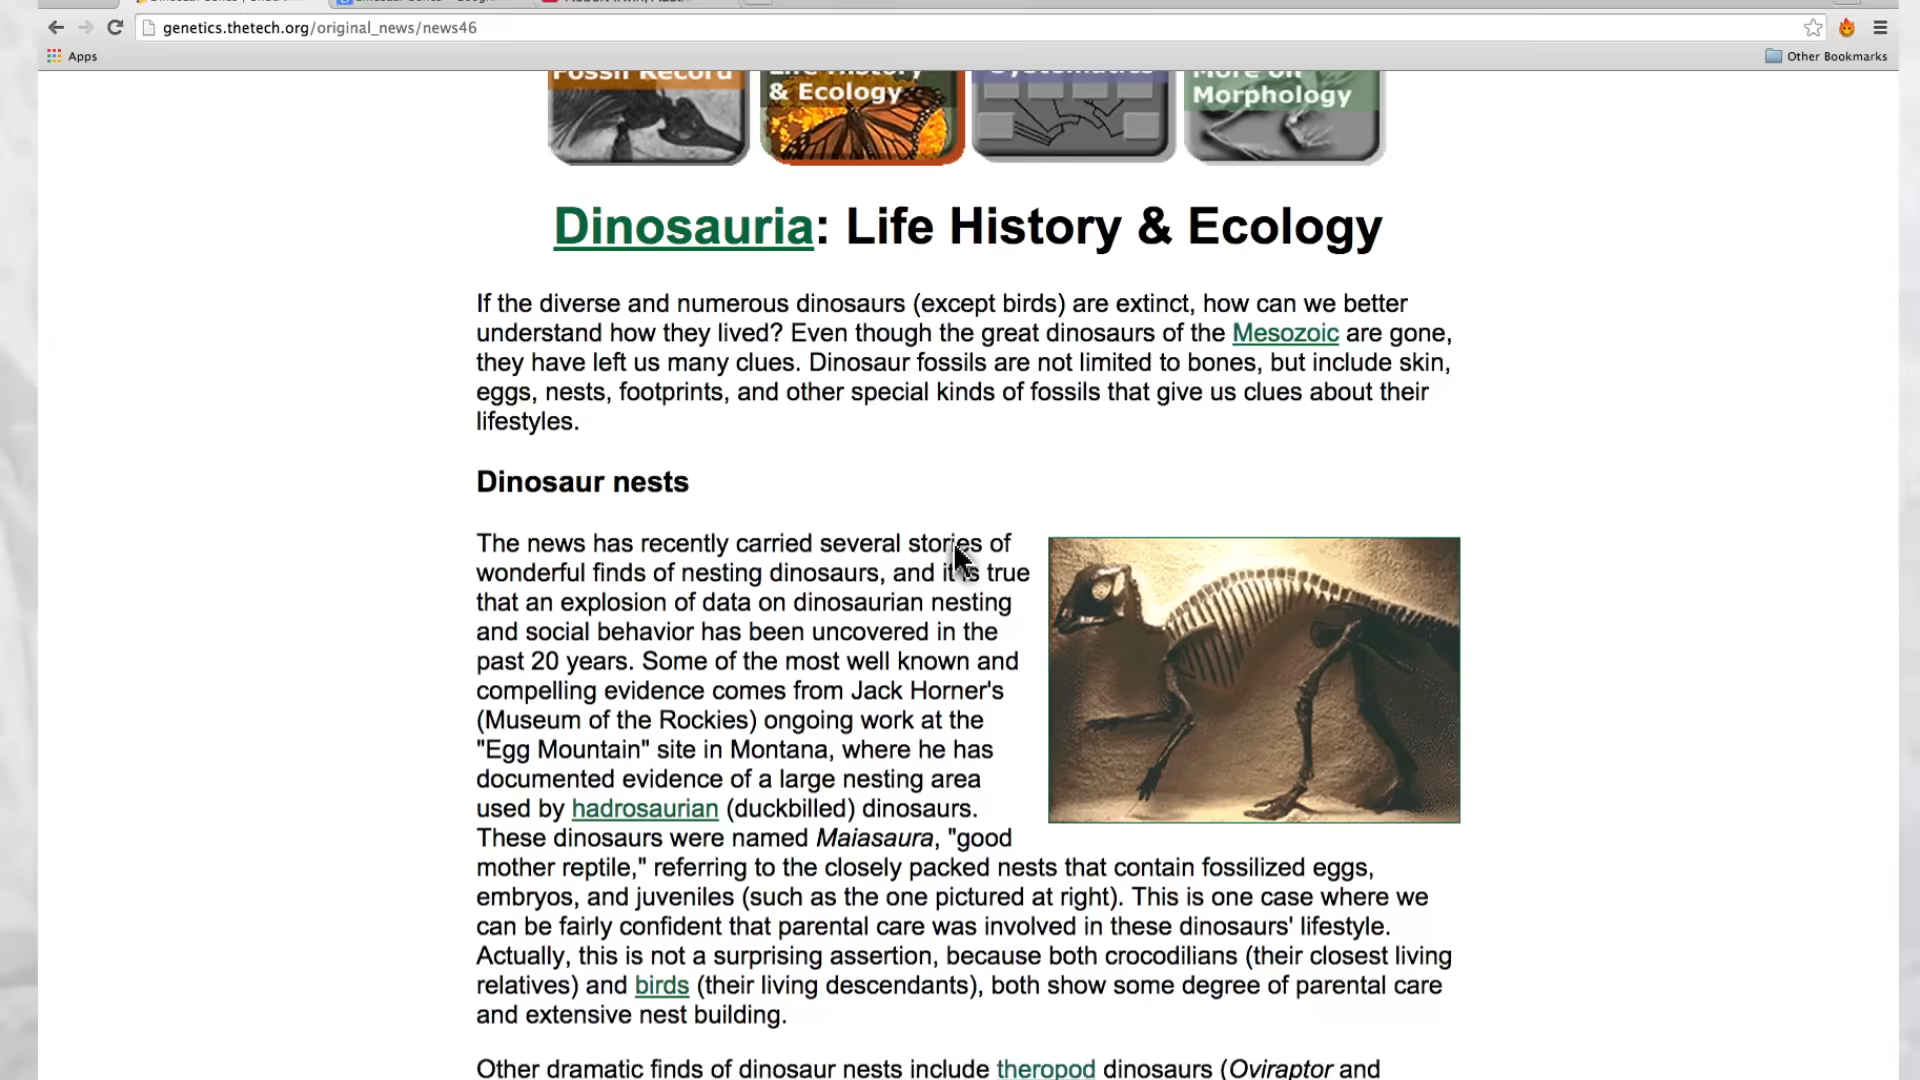 genetics.thetech.org/original_news/news46
Apps
Other Bookmarks
Fossil Record
Life History
& Ecology
Systematics
More on
Morphology
Dinosauria: Life History & Ecology
If the diverse and numerous dinosaurs (except birds) are extinct, how can we better
understand how they lived? Even though the great dinosaurs of the Mesozoic are gone,
they have left us many clues. Dinosaur fossils are not limited to bones, but include skin,
eggs, nests, footprints, and other special kinds of fossils that give us clues about their
lifestyles.
Dinosaur nests
The news has recently carried several stories of
wonderful finds of nesting dinosaurs, and it is true
that an explosion of data on dinosaurian nesting
and social behavior has been uncovered in the
past 20 years. Some of the most well known and
compelling evidence comes from Jack Horner's
(Museum of the Rockies) ongoing work at the
"Egg Mountain" site in Montana, where he has
documented evidence of a large nesting area
used by hadrosaurian (duckbilled) dinosaurs.
These dinosaurs were named Maiasaura, "good
mother reptile," referring to the closely packed nests that contain fossilized eggs,
embryos, and juveniles (such as the one pictured at right). This is one case where we
can be fairly confident that parental care was involved in these dinosaurs' lifestyle.
Actually, this is not a surprising assertion, because both crocodilians (their closest living
relatives) and birds (their living descendants), both show some degree of parental care
and extensive nest building.
Other dramatic finds of dinosaur nests include theropod dinosaurs (Oviraptor and